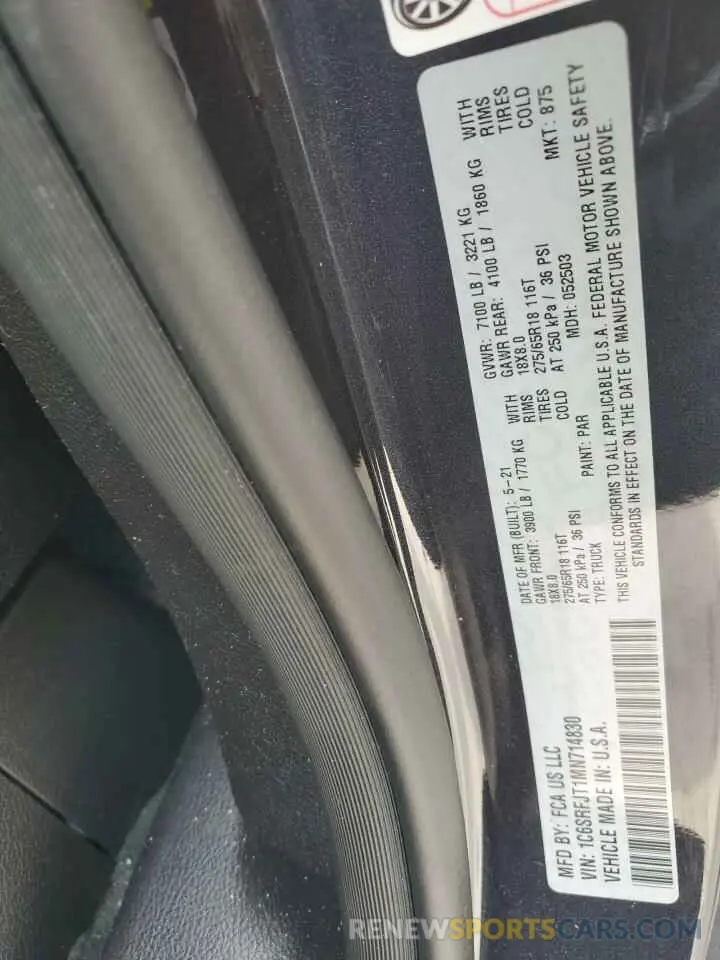 MFD BY: FCA US LLC
DATE OF MFR (BUILT): 5-21
GVWR: 7100 LB / 3221 KG
GAWR FRONT: 3900 LB / 1770 KG WITH
18X8.0 RIMS
275/65R18 116T TIRES
AT 250 kPa / 36 PSI COLD
GAWR REAR: 4100 LB / 1860 KG WITH
18X8.0 RIMS
275/65R18 116T TIRES
AT 250 KPA / 36 PSI COLD
VIN: 1C6SRFJT1MN714830
TYPE: TRUCK PAINT: PAR MDH: 052503 MKT: B75
VEHICLE MADE IN: U.S.A.
THIS VEHICLE CONFORMS TO ALL APPLICABLE U.S.A. FEDERAL MOTOR VEHICLE SAFETY
STANDARDS IN EFFECT ON THE DATE OF MANUFACTURE SHOWN ABOVE.
RENEWSPORTSCARS.COM